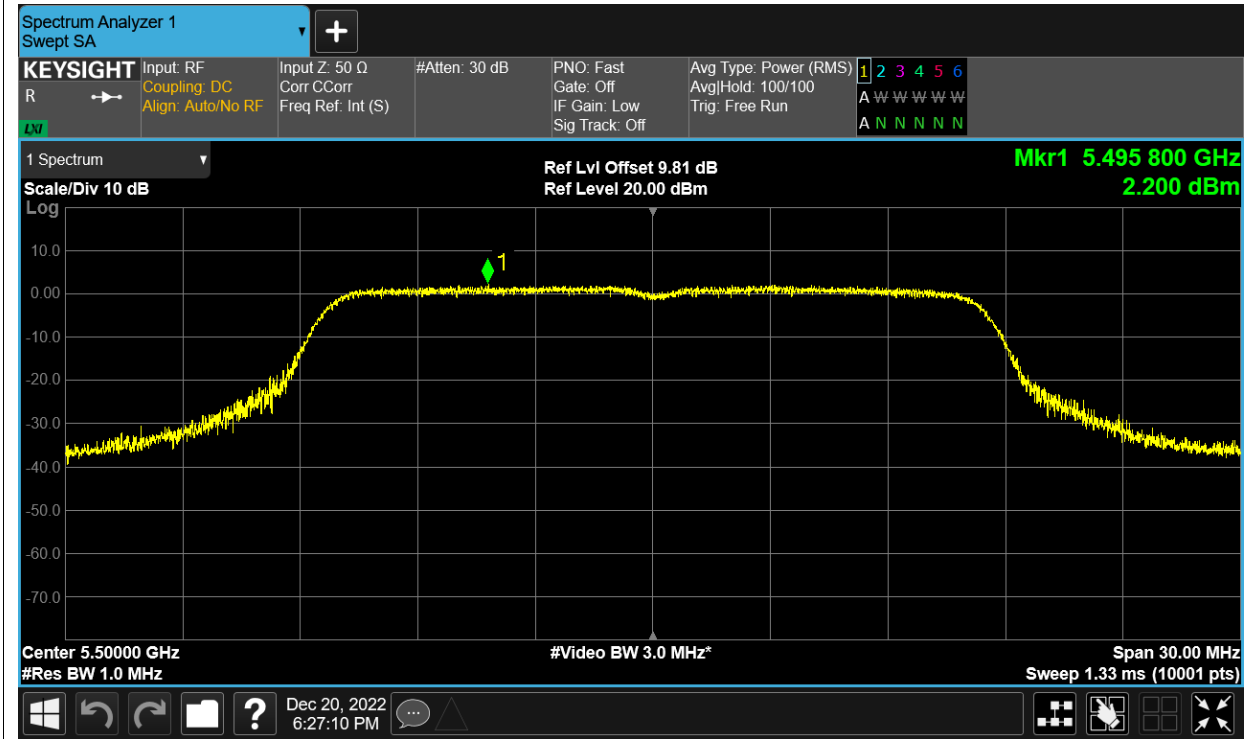 Spectrum Analyzer 1
Swept SA
KEYSIGHT
R
LXI
Input: RF
Coupling: DC
Align: Auto/No RF
Input Z: 50 Ω
Corr CCorr
Freq Ref: Int (S)
#Atten: 30 dB
PNO: Fast
Gate: Off
IF Gain: Low
Sig Track: Off
Avg Type: Power (RMS)
Avg|Hold: 100/100
Trig: Free Run
1 2 3 4 5 6
A W W W W W
A N N N N N
1 Spectrum
Scale/Div 10 dB
Log
Ref Lvl Offset 9.81 dB
Ref Level 20.00 dBm
Mkr1 5.495 800 GHz
2.200 dBm
10.0
1
0.00
-10.0
-20.0
-30.0
-40.0
-50.0
-60.0
-70.0
Center 5.50000 GHz
#Res BW 1.0 MHz
#Video BW 3.0 MHz*
Span 30.00 MHz
Sweep 1.33 ms (10001 pts)
?
Dec 20, 2022
6:27:10 PM